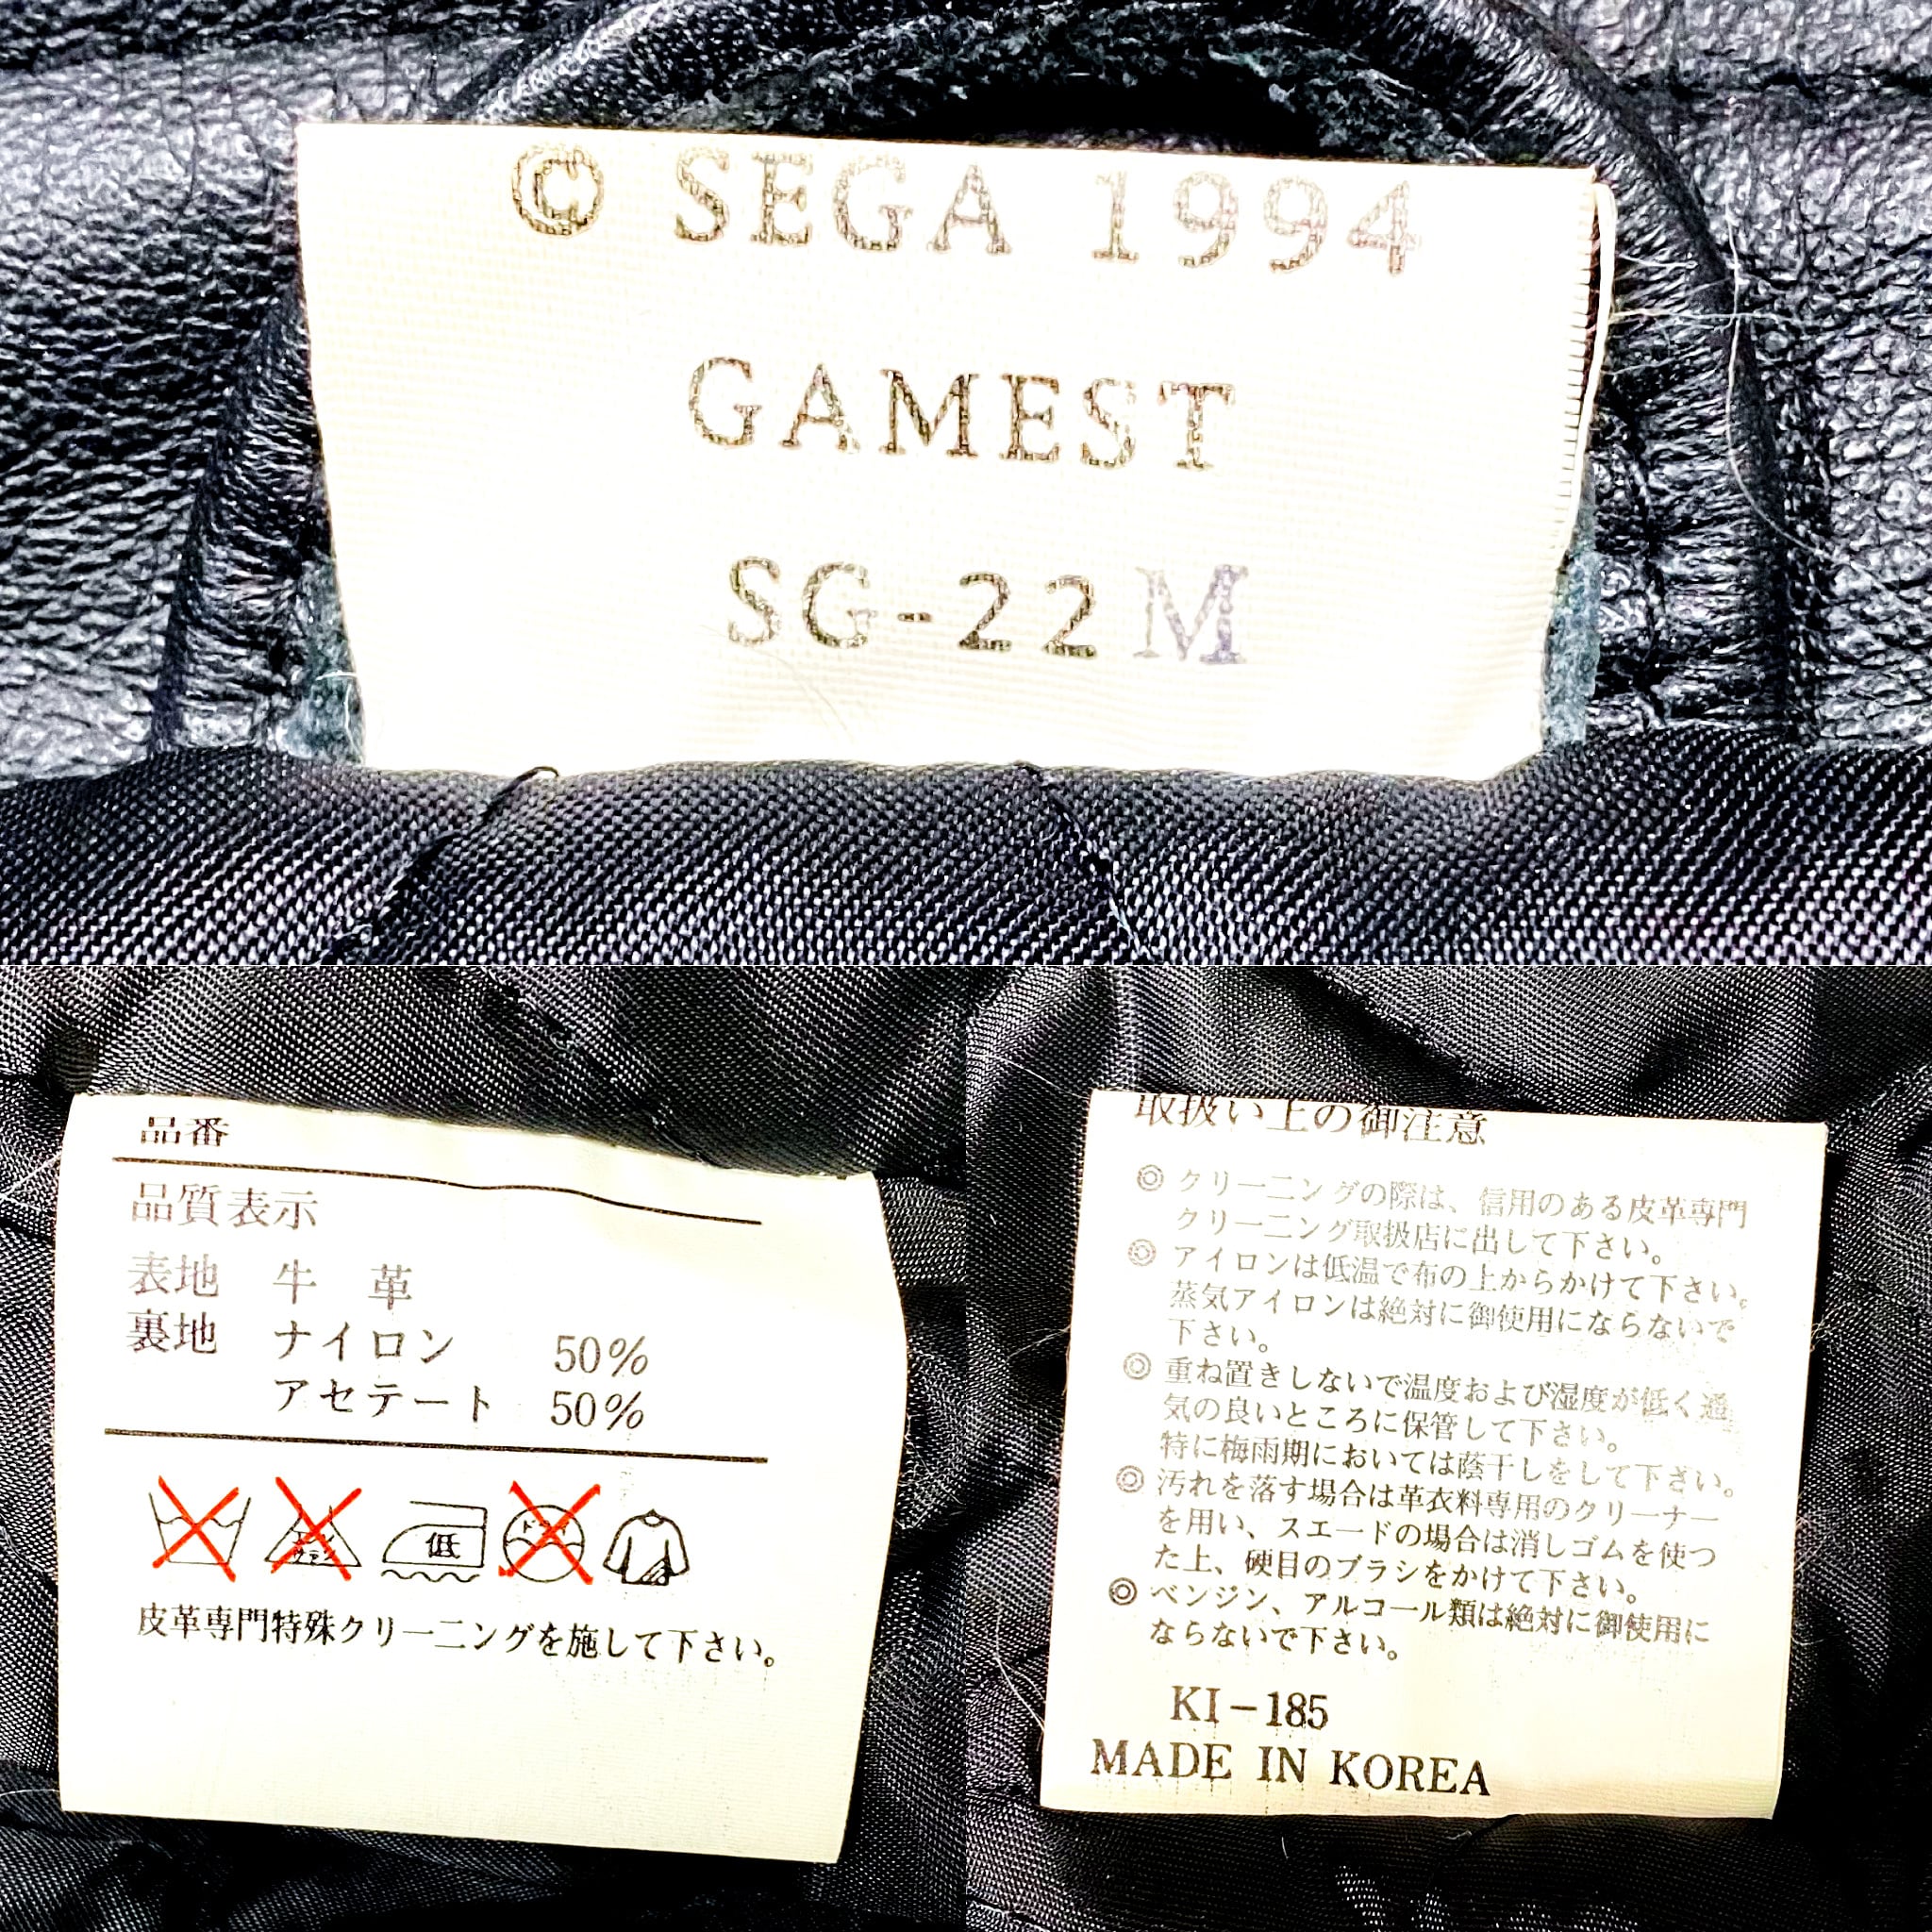 © SEGA 1994
GAMEST
SG-22 M
品番
品質表示
表地 牛 革
裏地 ナイロン 50%
アセテート 50%
低
皮革専門特殊クリーニングを施して下さい。
取扱い上の御注意
◎ クリーニングの際は、信用のある皮革専門
クリーニング取扱店に出して下さい。
◎ アイロンは低温で布の上からかけて下さい。
蒸気アイロンは絶対に御使用にならないで
下さい。
◎ 重ね置きしないで温度および湿度が低く通
気の良いところに保管して下さい。
特に梅雨期においては蔭干しをして下さい。
◎ 汚れを落す場合は革衣料専用のクリーナー
を用い、スエードの場合は消しゴムを使つ
た上、硬目のブラシをかけて下さい。
◎ ベンジン、アルコール類は絶対に御使用に
ならないで下さい。
KI-185
MADE IN KOREA